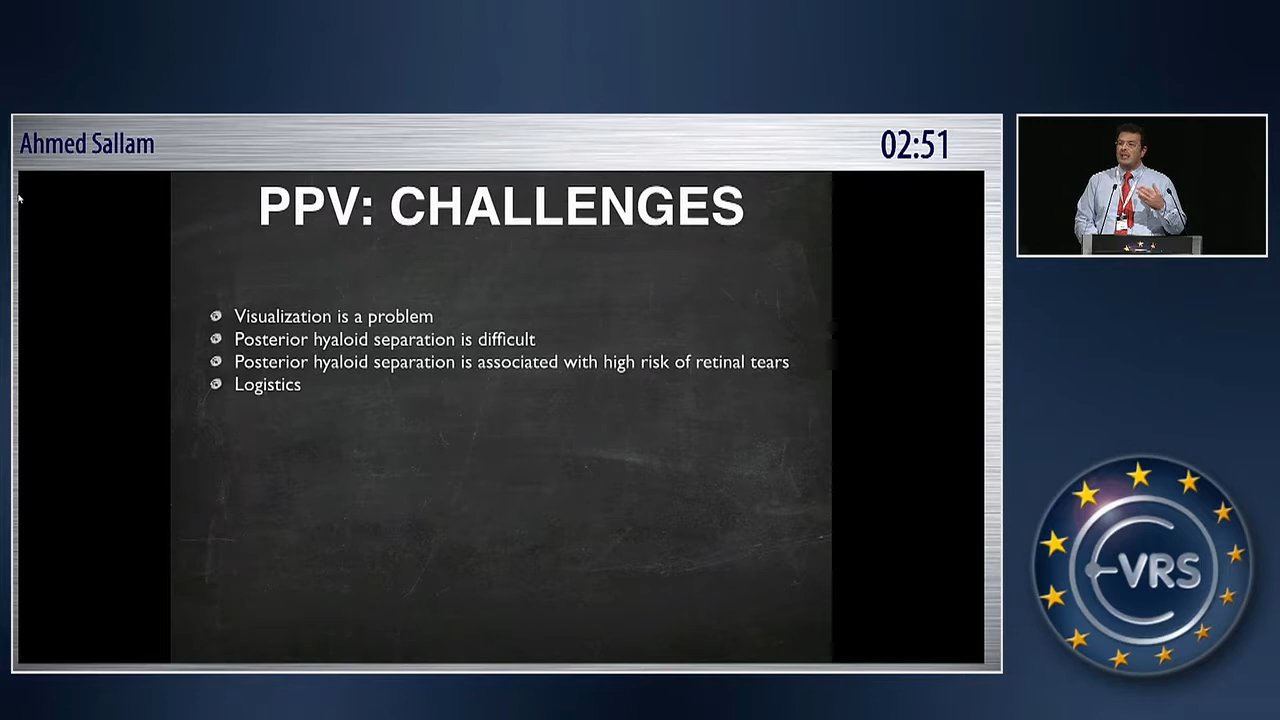 Ahmed Sallam
02:51
PPV: CHALLENGES
Visualization is a problem
Posterior hyaloid separation is difficult
Posterior hyaloid separation is associated with high risk of retinal tears
Logistics
E-VRS